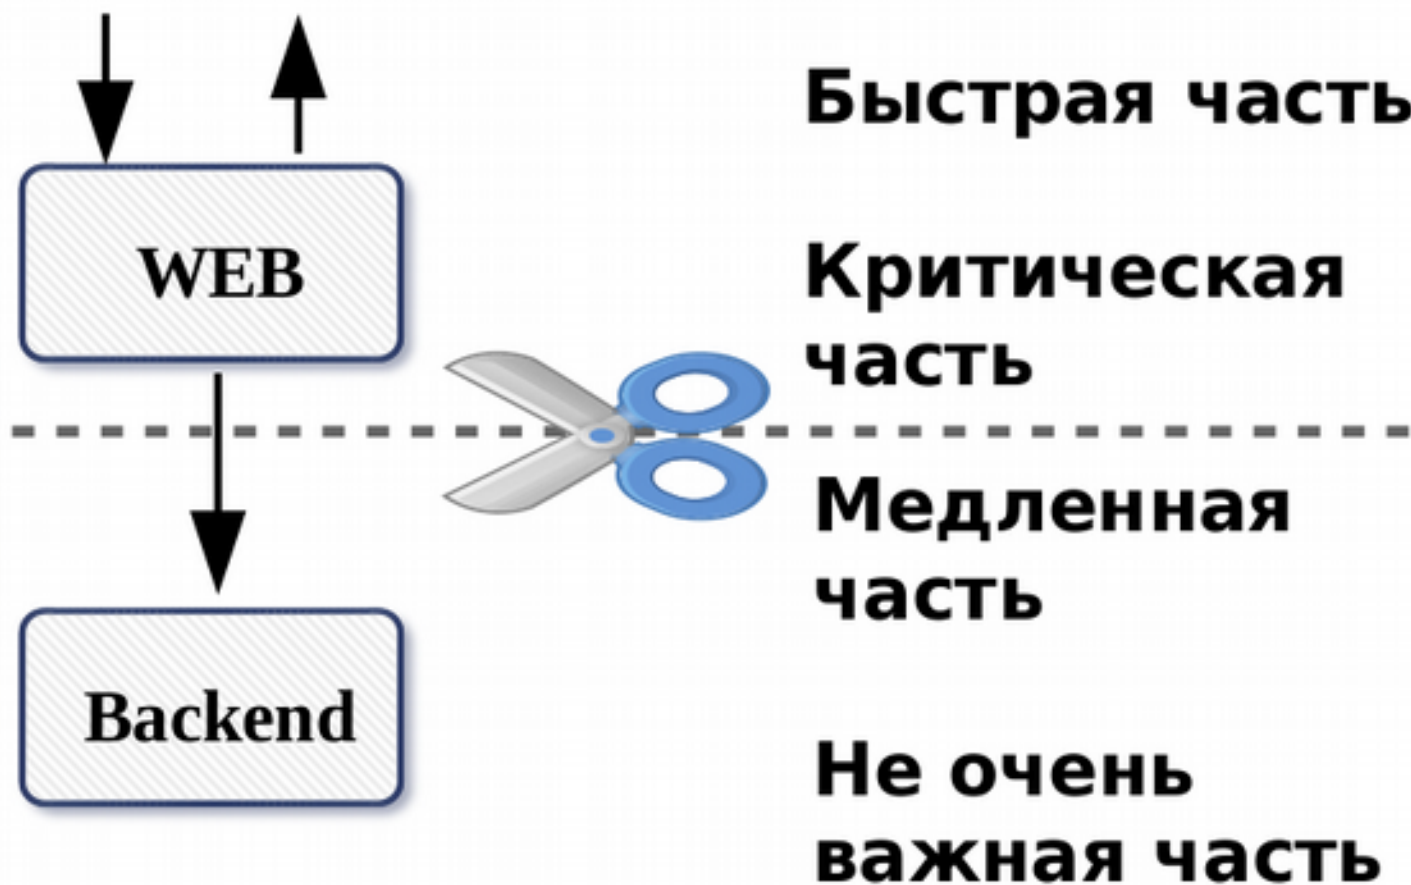 Быстрая часть
WEB
Критическая
часть
Медленная
часть
Backend
Не очень
важная часть